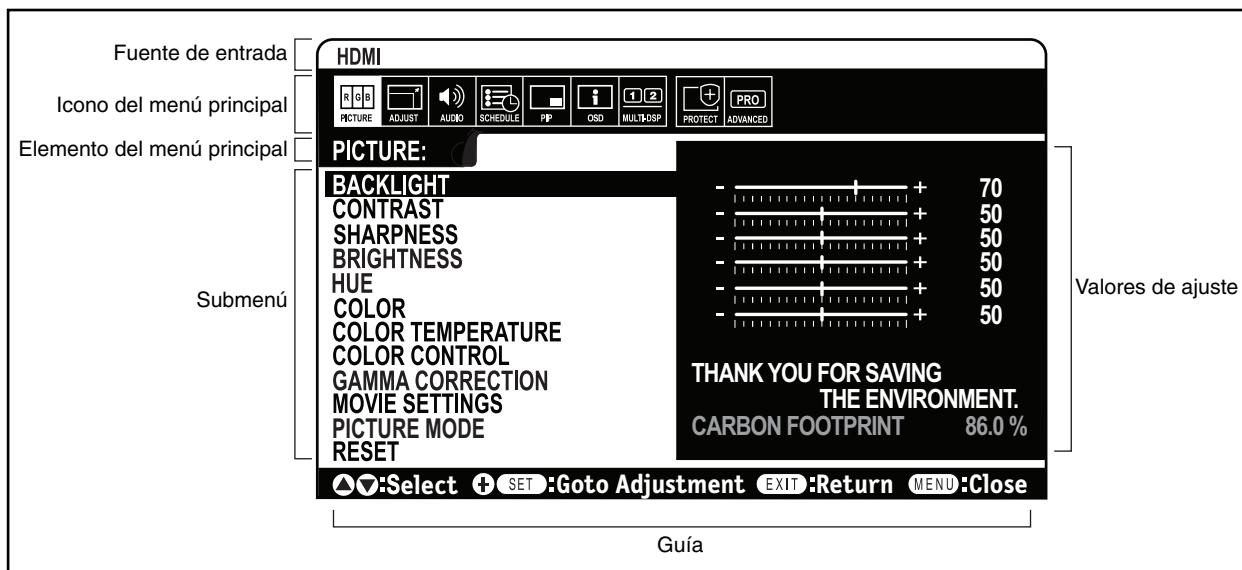 Fuente de entrada
HDMI
Icono del menú principal
R G B
PICTURE ADJUST AUDIO SCHEDULE PIP OSD 1 2 MULTI-DSP PROTECT PRO ADVANCED
Elemento del menú principal
PICTURE:
Submenú
BACKLIGHT - + 70
CONTRAST - + 50
SHARPNESS - + 50
BRIGHTNESS - + 50
HUE - + 50
COLOR - + 50
COLOR TEMPERATURE
COLOR CONTROL
GAMMA CORRECTION
MOVIE SETTINGS
PICTURE MODE
RESET
THANK YOU FOR SAVING
THE ENVIRONMENT.
CARBON FOOTPRINT 86.0 %
Valores de ajuste
:Select SET :Goto Adjustment EXIT :Return MENU :Close
Guía